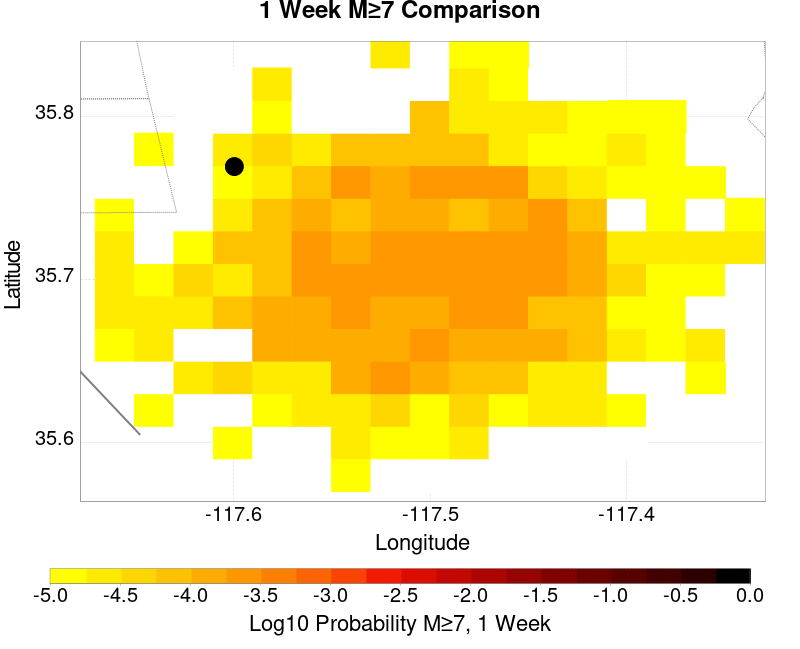 1 Week M≥7 Comparison
35.8
35.7
35.6
Latitude
-117.6 -117.5 -117.4
Longitude
-5.0 -4.5 -4.0 -3.5 -3.0 -2.5 -2.0 -1.5 -1.0 -0.5 0.0
Log10 Probability M≥7, 1 Week